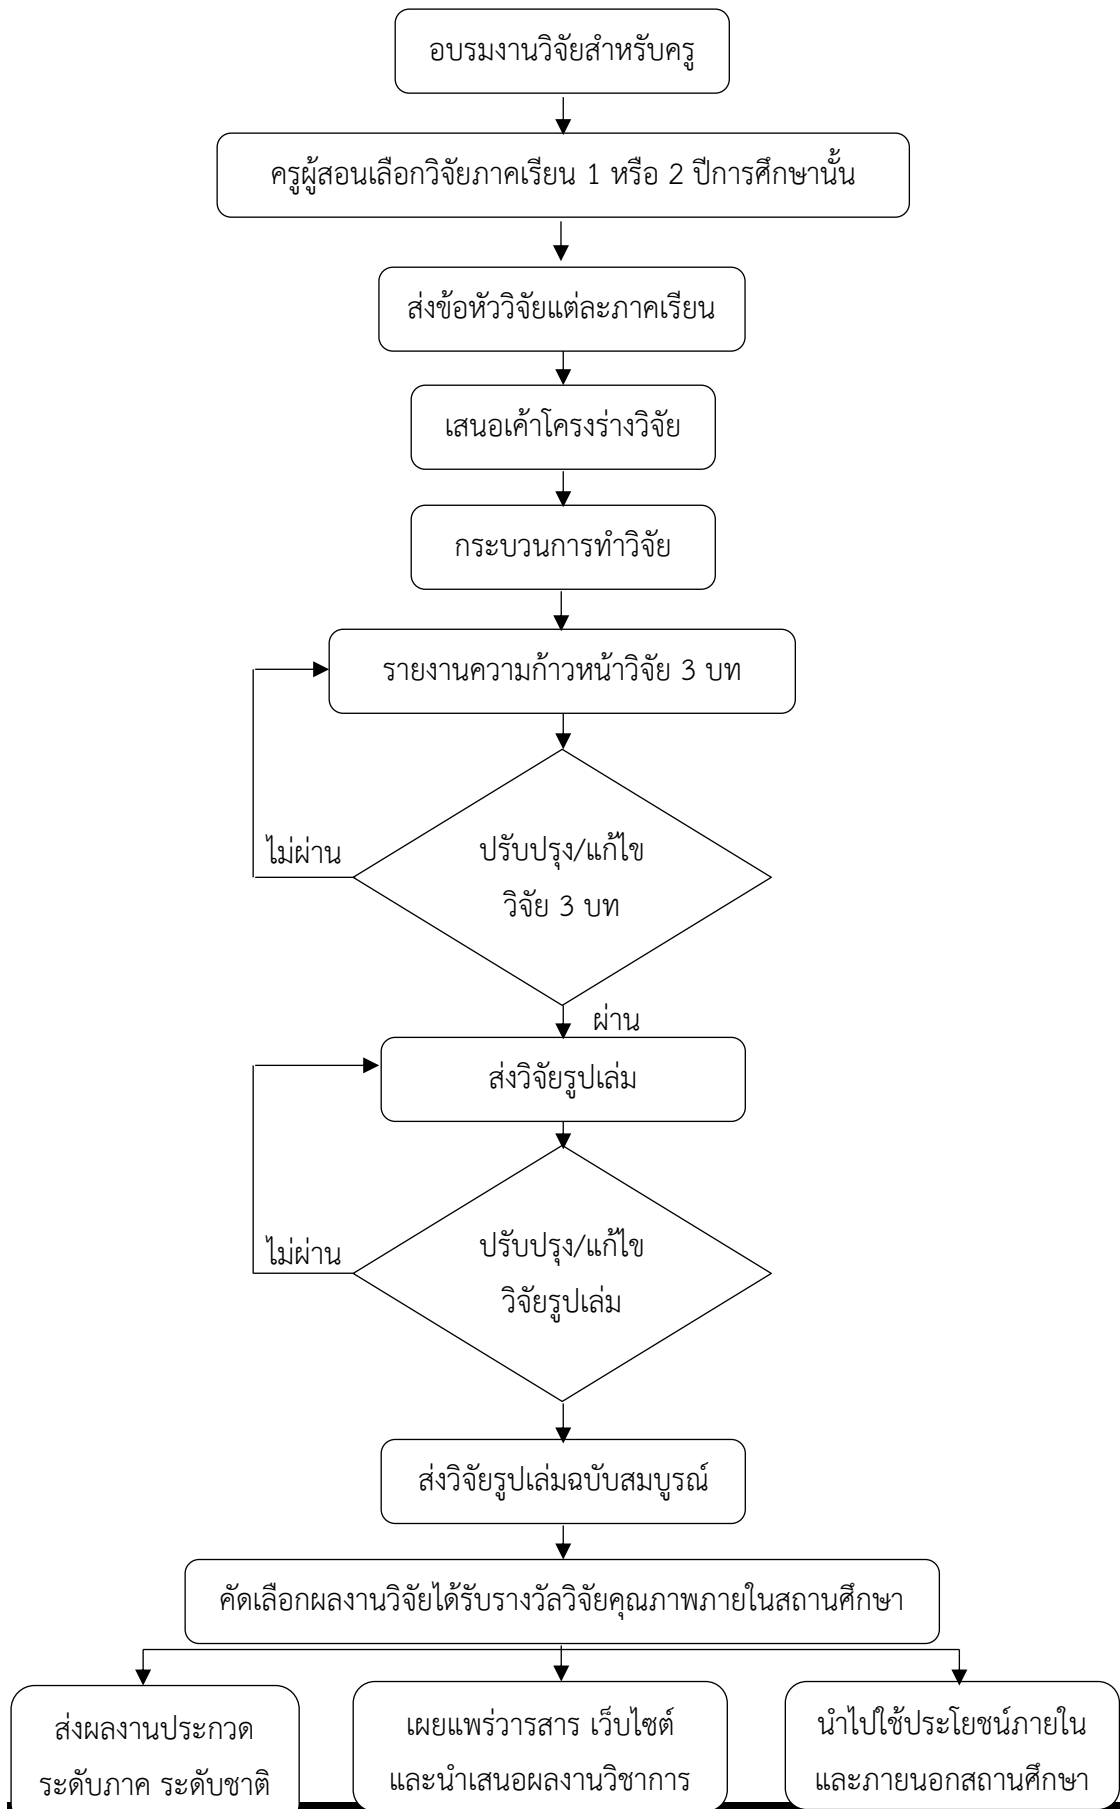 อบรมงานวิจัยสำหรับครู
ครูผู้สอนเลือกวิจัยภาคเรียน 1 หรือ 2 ปีการศึกษานั้น
ส่งข้อหัววิจัยแต่ละภาคเรียน
เสนอเค้าโครงร่างวิจัย
กระบวนการทำวิจัย
รายงานความก้าวหน้าวิจัย 3 บท
ไม่ผ่าน
ปรับปรุง/แก้ไข
วิจัย 3 บท
ผ่าน
ส่งวิจัยรูปเล่ม
ไม่ผ่าน
ปรับปรุง/แก้ไข
วิจัยรูปเล่ม
ส่งวิจัยรูปเล่มฉบับสมบูรณ์
คัดเลือกผลงานวิจัยได้รับรางวัลวิจัยคุณภาพภายในสถานศึกษา
ส่งผลงานประกวด
ระดับภาค ระดับชาติ
เผยแพร่วารสาร เว็บไซต์
และนำเสนอผลงานวิชาการ
นำไปใช้ประโยชน์ภายใน
และภายนอกสถานศึกษา